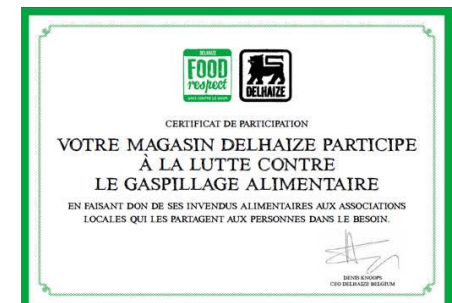 DELHAIZE
FOOD
respect
DELHAIZE
CERTIFICAT DE PARTICIPATION
VOTRE MAGASIN DELHAIZE PARTICIPE
À LA LUTTE CONTRE
LE GASPILLAGE ALIMENTAIRE
EN FAISANT DON DE SES INVENDUS ALIMENTAIRES AUX ASSOCIATIONS
LOCALES QUI LES PARTAGENT AUX PERSONNES DANS LE BESOIN.
DENIS KNOOPS
CEO DELHAIZE BELGIUM